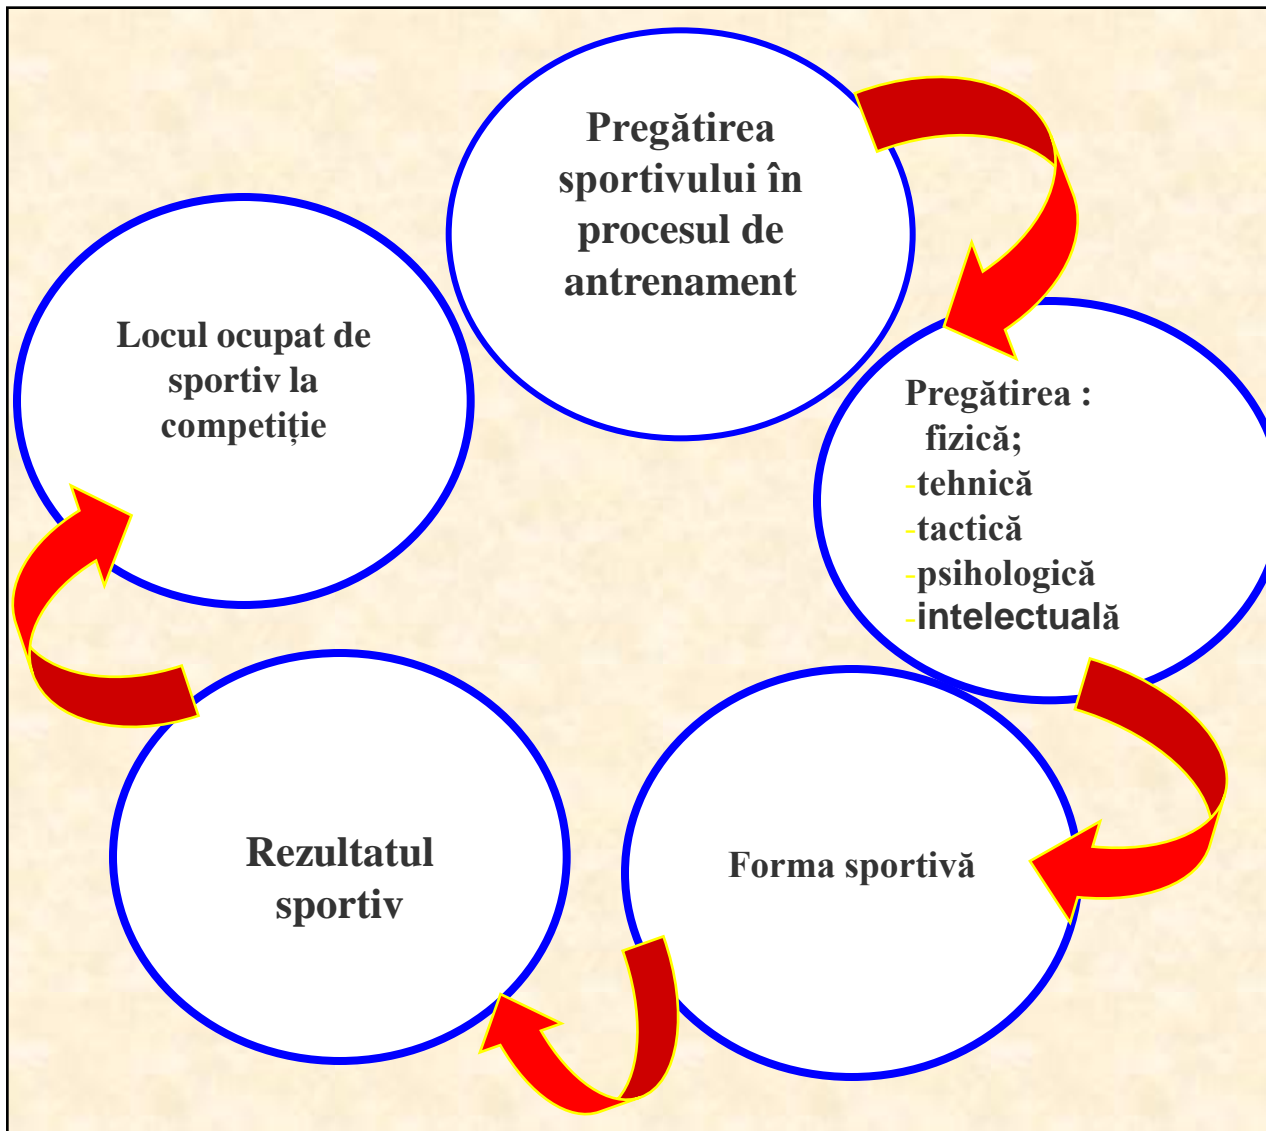 Pregătirea
sportivului în
procesul de
antrenament
Pregătirea :
fizică;
-tehnică
-tactică
-psihologică
-intelectuală
Forma sportivă
Rezultatul
sportiv
Locul ocupat de
sportiv la
competiție